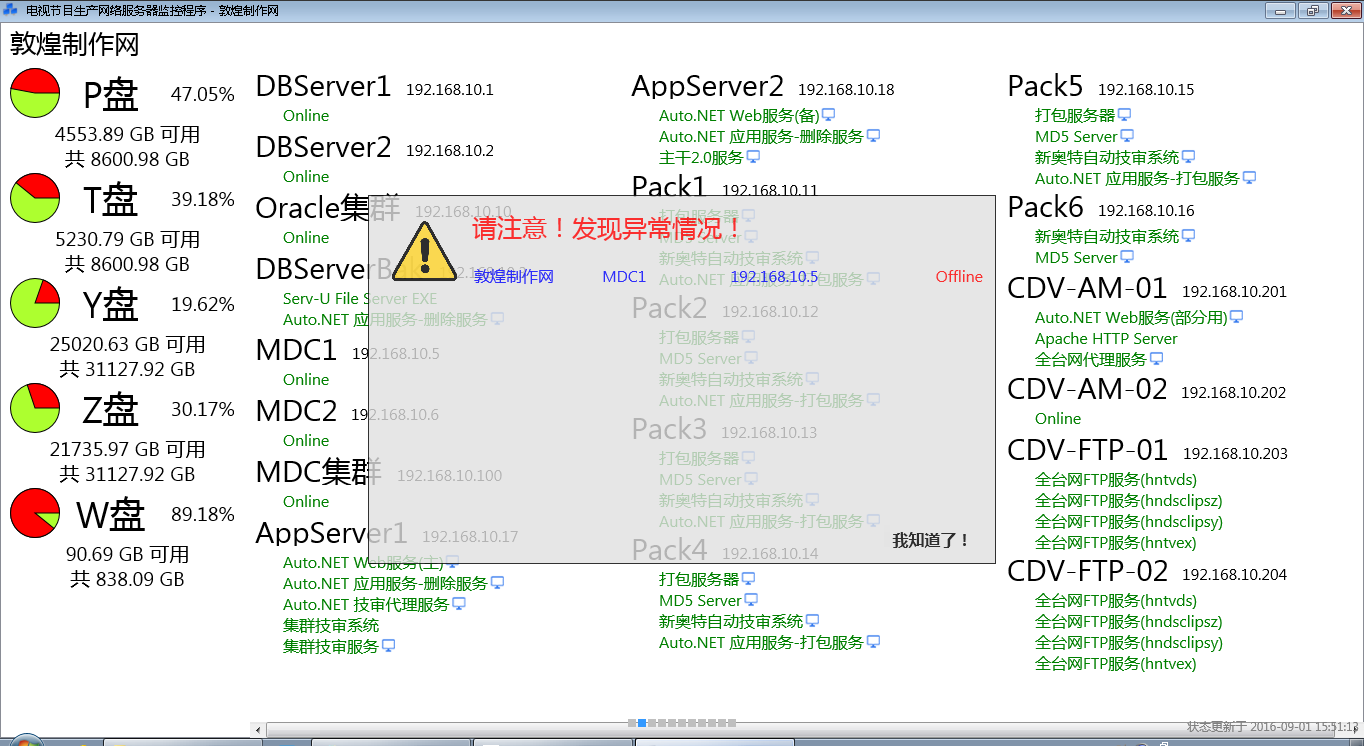 电视节目生产网络服务器监控程序 - 敦煌制作网
敦煌制作网
P盘 47.05%
4553.89 GB 可用
共 8600.98 GB
T盘 39.18%
5230.79 GB 可用
共 8600.98 GB
Y盘 19.62%
25020.63 GB 可用
共 31127.92 GB
Z盘 30.17%
21735.97 GB 可用
共 31127.92 GB
W盘 89.18%
90.69 GB 可用
共 838.09 GB
DBServer1 192.168.10.1
Online
DBServer2 192.168.10.2
Online
Oracle集群 192.168.10.10
Online
Serv-U File Server EXE
Auto.NET 应用服务-删除服务
MDC1 192.168.10.5
Online
MDC2 192.168.10.6
Online
MDC集群 192.168.10.100
Online
AppServer1 192.168.10.17
Auto.NET Web服务(主)
Auto.NET 应用服务-删除服务
Auto.NET 技审代理服务
集群技审系统
集群技审服务
AppServer2 192.168.10.18
Auto.NET Web服务(备)
Auto.NET 应用服务-删除服务
主干2.0服务
Pack1 192.168.10.11
打包服务器
MD5 Server
新奥特自动技审系统
Auto.NET 应用服务-打包服务
Pack2 192.168.10.12
打包服务器
MD5 Server
新奥特自动技审系统
Auto.NET 应用服务-打包服务
Pack3 192.168.10.13
打包服务器
MD5 Server
新奥特自动技审系统
Auto.NET 应用服务-打包服务
Pack4 192.168.10.14
打包服务器
MD5 Server
新奥特自动技审系统
Auto.NET 应用服务-打包服务
Pack5 192.168.10.15
打包服务器
MD5 Server
新奥特自动技审系统
Auto.NET 应用服务-打包服务
Pack6 192.168.10.16
新奥特自动技审系统
MD5 Server
CDV-AM-01 192.168.10.201
Auto.NET Web服务(部分用)
Apache HTTP Server
全台网代理服务
CDV-AM-02 192.168.10.202
Online
CDV-FTP-01 192.168.10.203
全台网FTP服务(hntvds)
全台网FTP服务(hndsclipsz)
全台网FTP服务(hndsclipsy)
全台网FTP服务(hntvex)
CDV-FTP-02 192.168.10.204
全台网FTP服务(hntvds)
全台网FTP服务(hndsclipsz)
全台网FTP服务(hndsclipsy)
全台网FTP服务(hntvex)
请注意！发现异常情况！
敦煌制作网 MDC1 192.168.10.5 Offline
我知道了！
状态更新于 2016-09-01 15:51:13